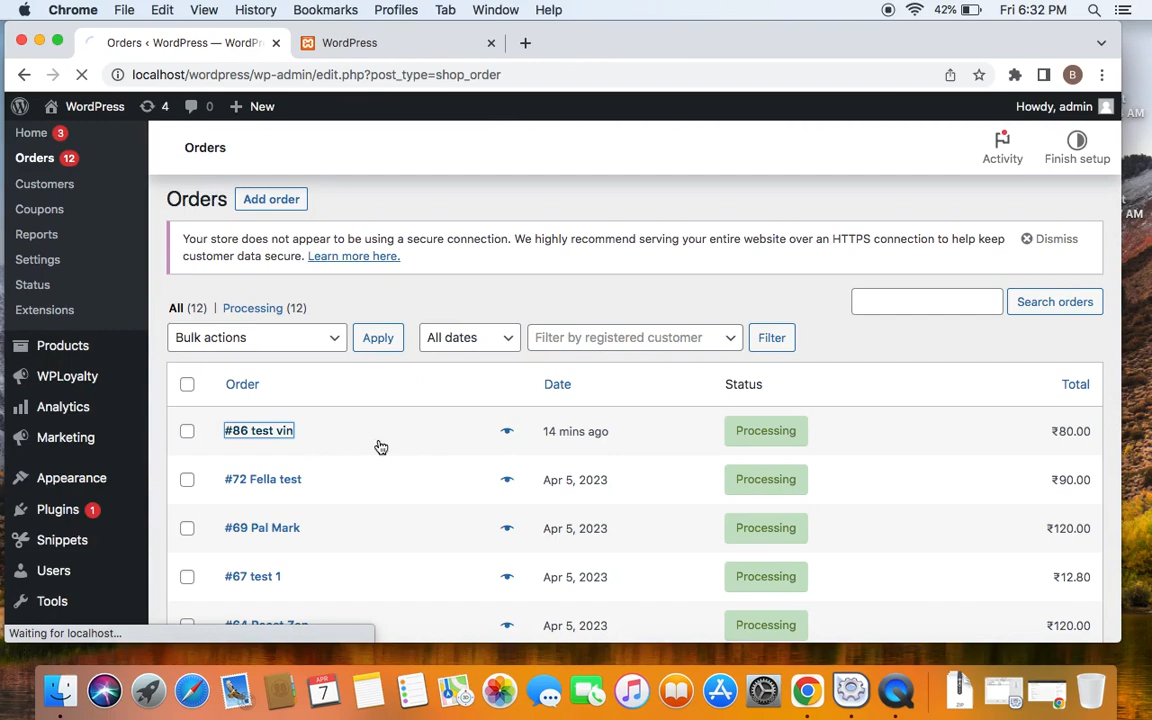 Chrome File Edit View History Bookmarks Profiles Tab Window Help 42% Fri 6:32 PM
Orders ‹ WordPress — WordPr WordPress
localhost/wordpress/wp-admin/edit.php?post_type=shop_order B
WordPress 4 0 New Howdy, admin
Home 3
Orders 12
Customers
Coupons
Reports
Settings
Status
Extensions
Products
WPLoyalty
Analytics
Marketing
Appearance
Plugins 1
Snippets
Users
Tools
Orders Activity Finish setup
Orders Add order
Your store does not appear to be using a secure connection. We highly recommend serving your entire website over an HTTPS connection to help keep
customer data secure. Learn more here.
Dismiss
All (12) | Processing (12) Search orders
Bulk actions Apply All dates Filter by registered customer Filter
Order Date Status Total
#86 test vin 14 mins ago Processing ₹80.00
#72 Fella test Apr 5, 2023 Processing ₹90.00
#69 Pal Mark Apr 5, 2023 Processing ₹120.00
#67 test 1 Apr 5, 2023 Processing ₹12.80
Apr 5, 2023 Processing ₹120.00
Waiting for localhost...
t
AM
t
AM
APR
7
ZIP